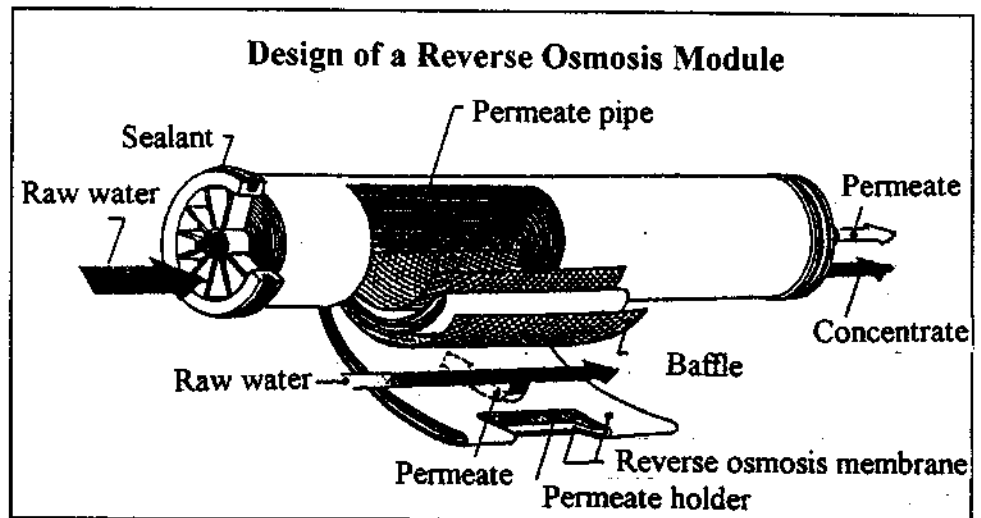 Design of a Reverse Osmosis Module
Permeate pipe
Sealant
Raw water
Permeate
Concentrate
Baffle
Raw water
Permeate
Reverse osmosis membrane
Permeate holder